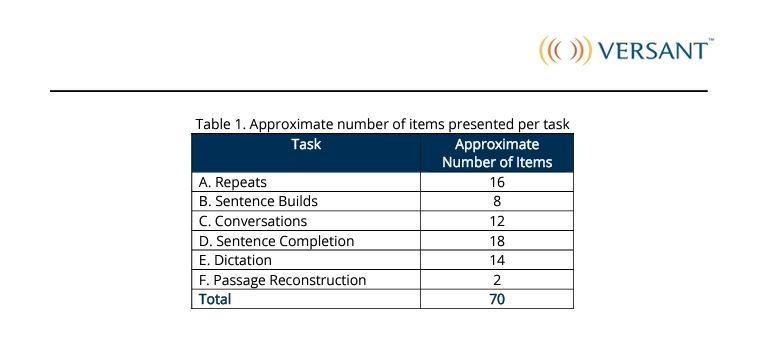 VERSANT™
Table 1. Approximate number of items presented per task
Task Approximate Number of Items
A. Repeats 16
B. Sentence Builds 8
C. Conversations 12
D. Sentence Completion 18
E. Dictation 14
F. Passage Reconstruction 2
Total 70